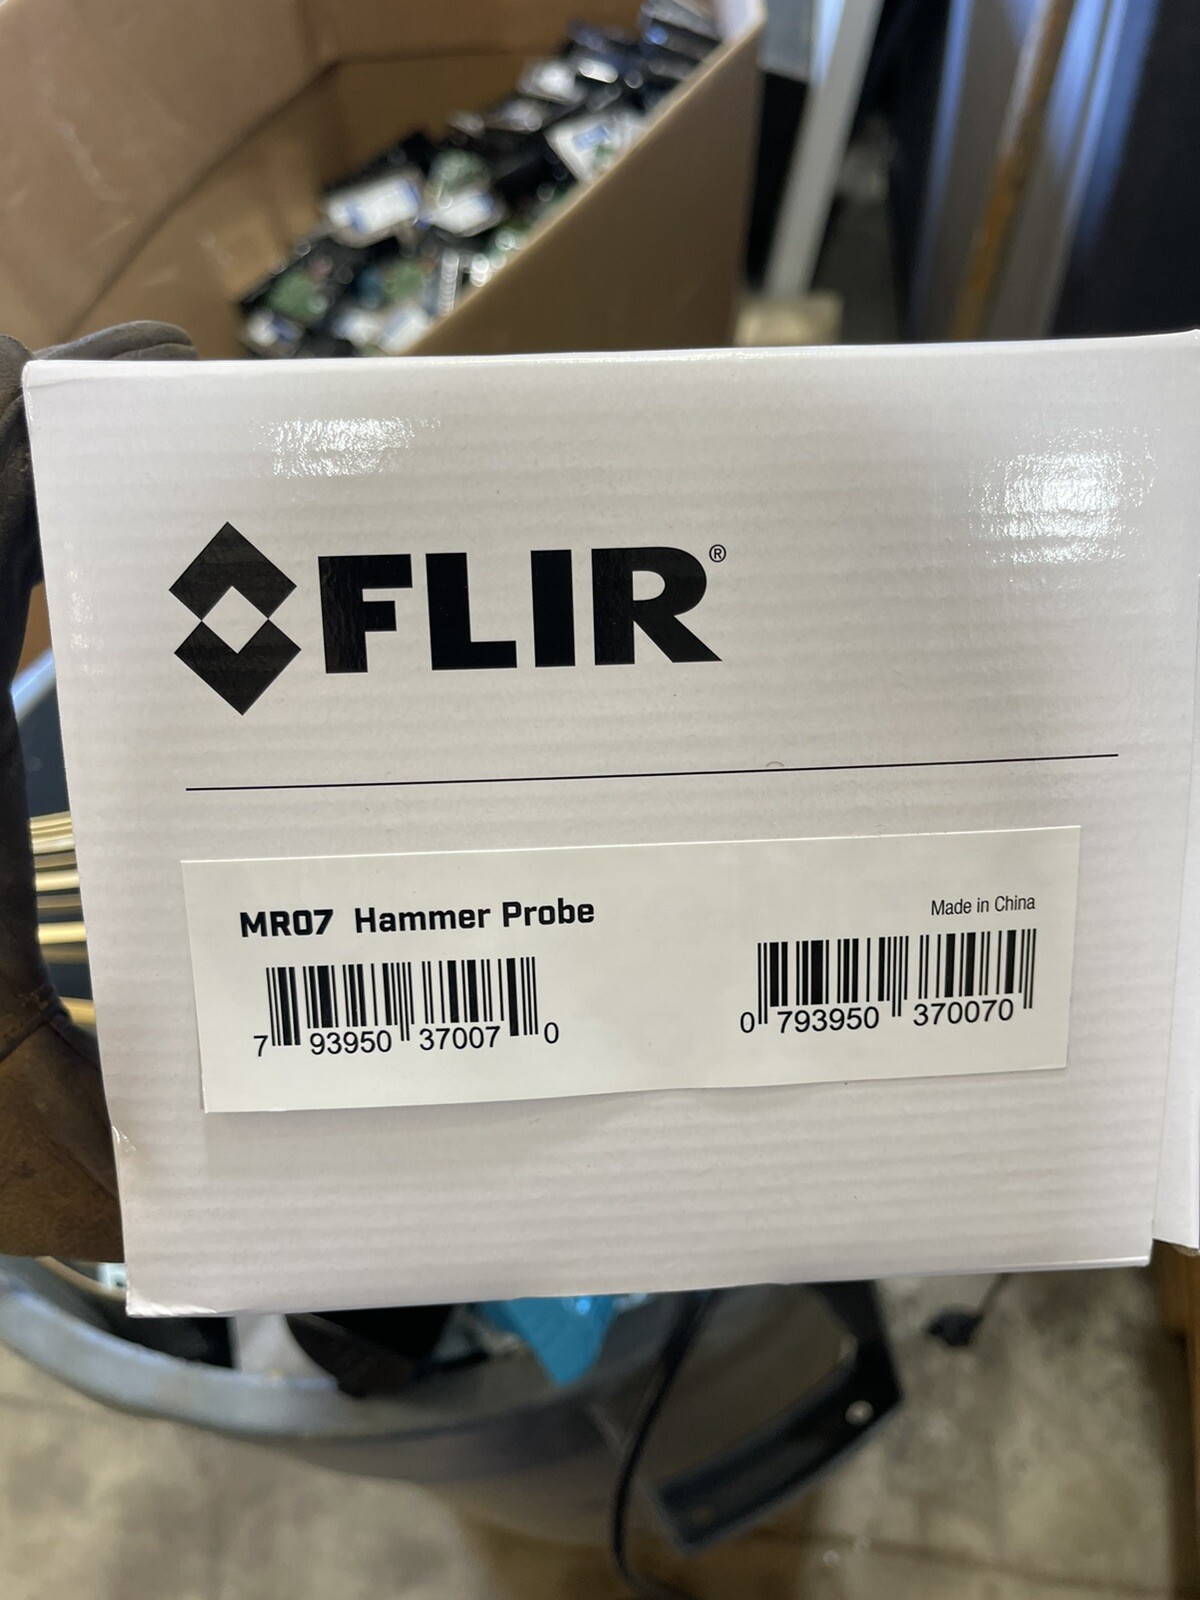 FLIR®
MR07 Hammer Probe
Made in China
7 93950 37007 0
0 793950 370070